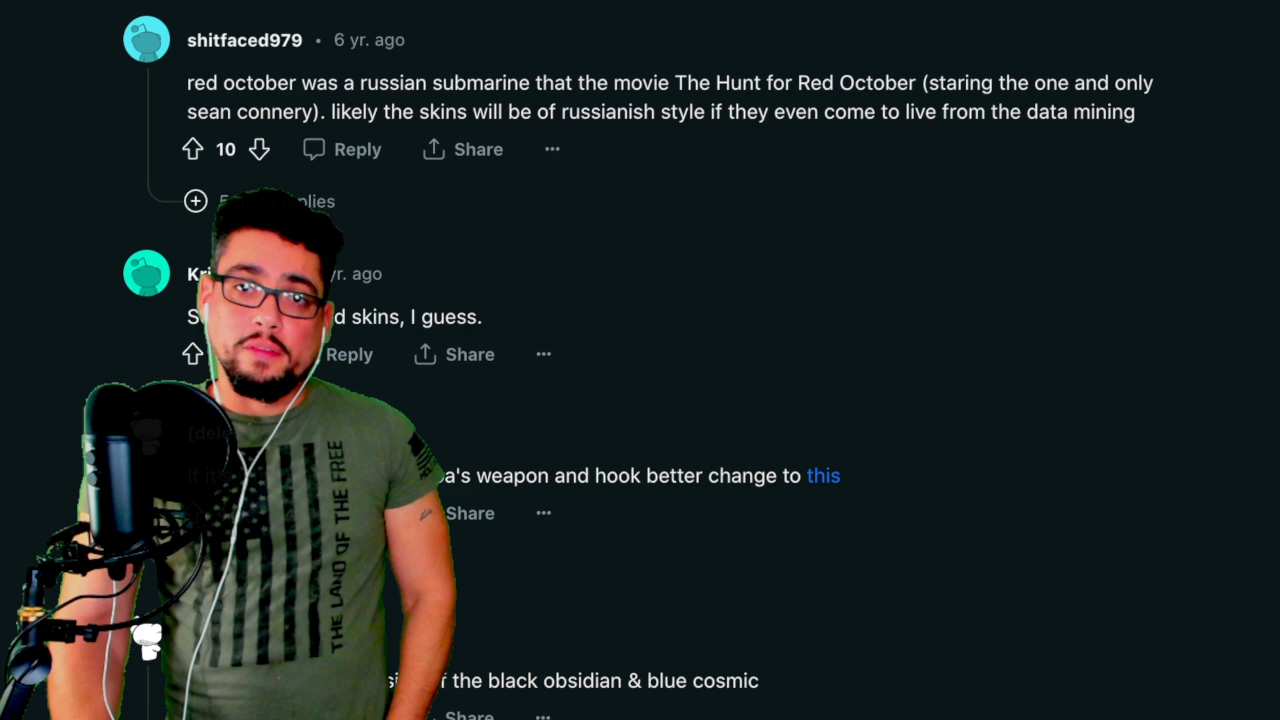 shitfaced979 • 6 yr. ago
red october was a russian submarine that the movie The Hunt for Red October (staring the one and only
sean connery). likely the skins will be of russianish style if they even come to live from the data mining
10 Reply Share ···
yr. ago
d skins, I guess.
Reply Share ···
a's weapon and hook better change to this
Share ···
THE LAND OF THE FREE
f the black obsidian & blue cosmic
Share ···